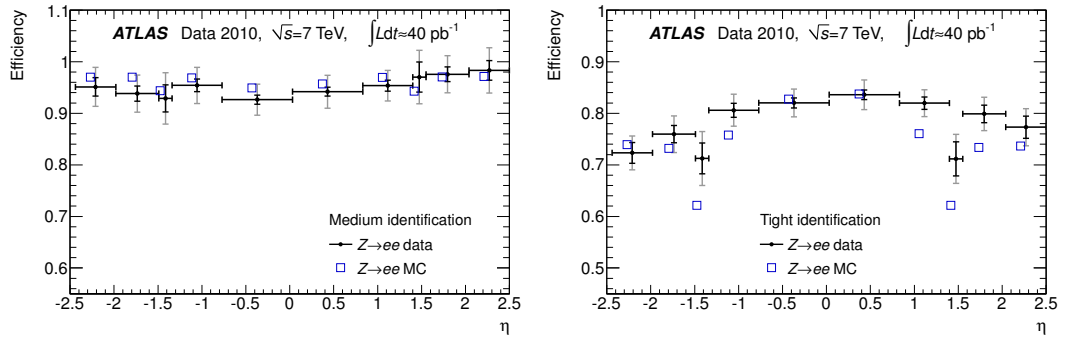 Efficiency
1.1
1
0.9
0.8
0.7
0.6
ATLAS Data 2010, √s=7 TeV, ∫Ldt≈40 pb⁻¹
Medium identification
Z→ee data
Z→ee MC
-2.5 -2 -1.5 -1 -0.5 0 0.5 1 1.5 2 2.5
η
Efficiency
1
0.9
0.8
0.7
0.6
0.5
ATLAS Data 2010, √s=7 TeV, ∫Ldt≈40 pb⁻¹
Tight identification
Z→ee data
Z→ee MC
-2.5 -2 -1.5 -1 -0.5 0 0.5 1 1.5 2 2.5
η